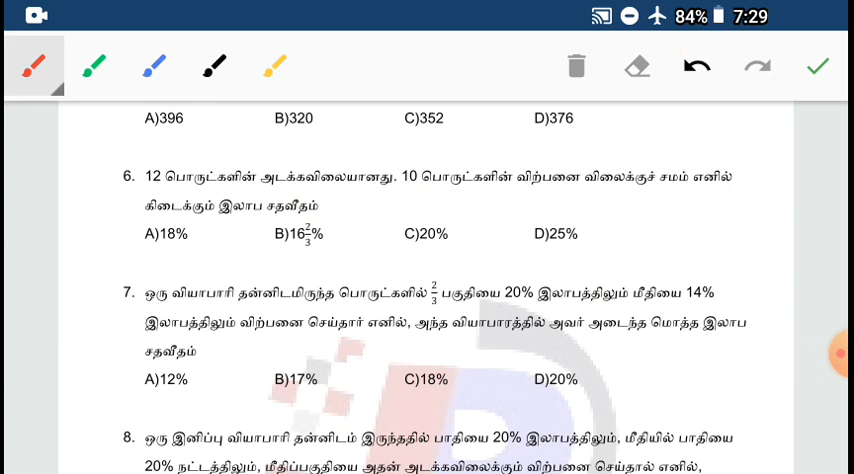 84% 7:29
A)396 B)320 C)352 D)376
6. 12 பொருட்களின் அடக்கவிலையானது. 10 பொருட்களின் விற்பனை விலைக்குச் சமம் எனில்
கிடைக்கும் இலாப சதவீதம்
A)18% B)16⅔% C)20% D)25%
7. ஒரு வியாபாரி தன்னிடமிருந்த பொருட்களில் ⅔ பகுதியை 20% இலாபத்திலும் மீதியை 14%
இலாபத்திலும் விற்பனை செய்தார் எனில், அந்த வியாபாரத்தில் அவர் அடைந்த மொத்த இலாப
சதவீதம்
A)12% B)17% C)18% D)20%
8. ஒரு இனிப்பு வியாபாரி தன்னிடம் இருந்ததில் பாதியை 20% இலாபத்திலும், மீதியில் பாதியை
20% நட்டத்திலும், மீதிப்பகுதியை அதன் அடக்கவிலைக்கும் விற்பனை செய்தால் எனில்,